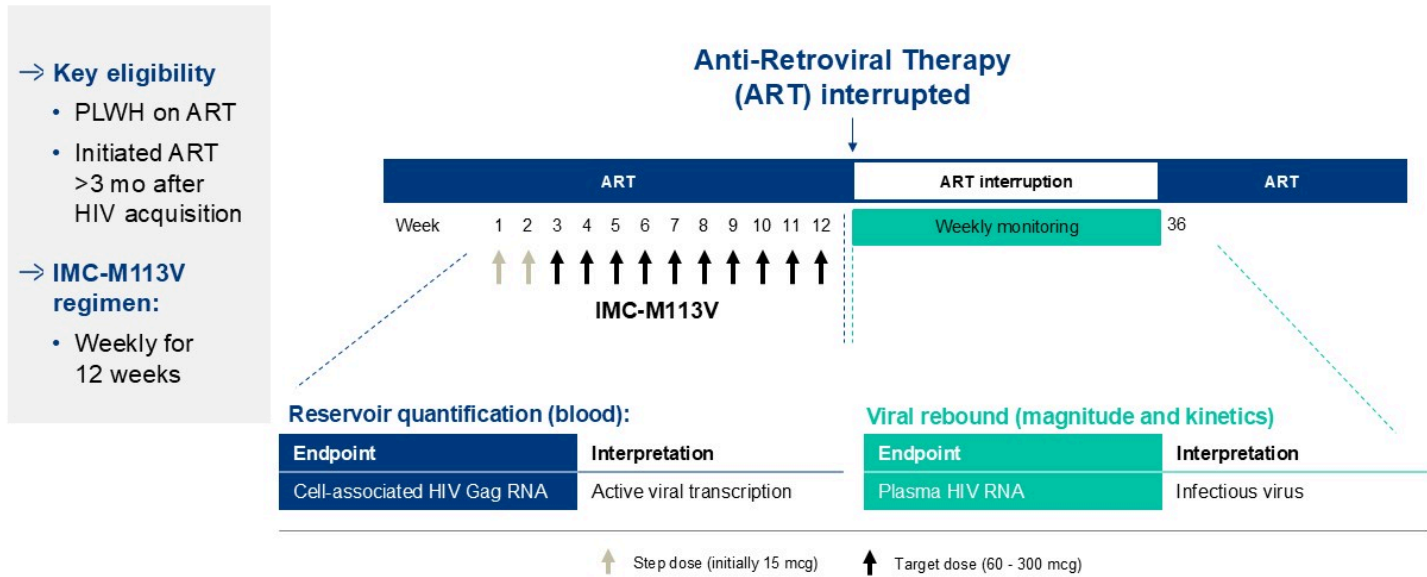 Key eligibility
• PLWH on ART
• Initiated ART
>3 mo after
HIV acquisition
IMC-M113V
regimen:
• Weekly for
12 weeks
Anti-Retroviral Therapy
(ART) interrupted
ART ART interruption ART
Week 1 2 3 4 5 6 7 8 9 10 11 12 Weekly monitoring 36
IMC-M113V
Reservoir quantification (blood):
Endpoint Interpretation
Cell-associated HIV Gag RNA Active viral transcription
Viral rebound (magnitude and kinetics)
Endpoint Interpretation
Plasma HIV RNA Infectious virus
Step dose (initially 15 mcg) Target dose (60 - 300 mcg)